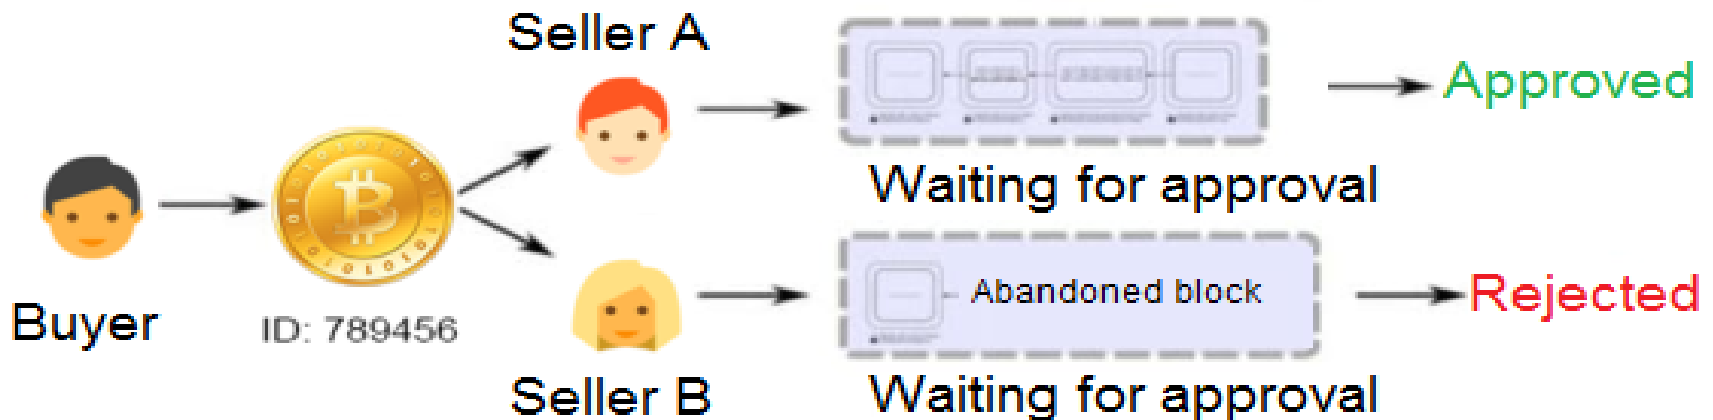 Seller A
Approved
Waiting for approval
Buyer
ID: 789456
Abandoned block
Rejected
Seller B
Waiting for approval